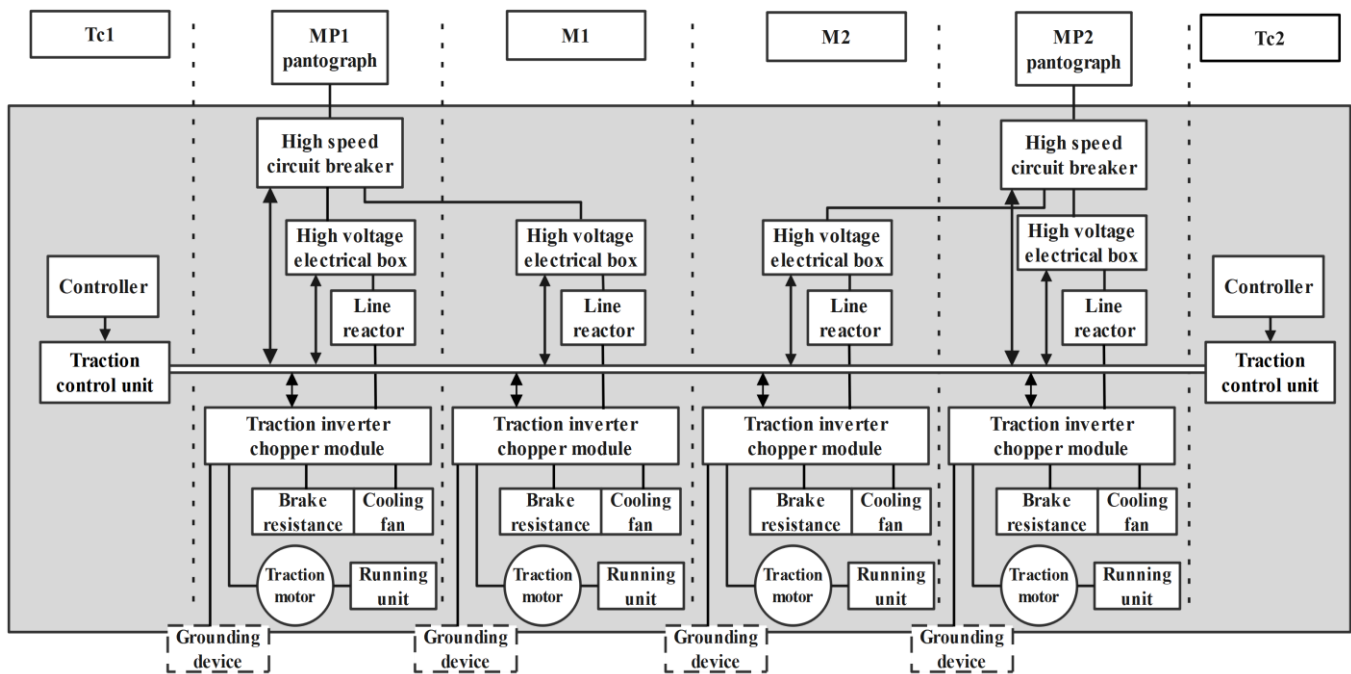 Tc1
MP1
pantograph
M1
M2
MP2
pantograph
Tc2
High speed
circuit breaker
High speed
circuit breaker
High voltage
electrical box
High voltage
electrical box
High voltage
electrical box
High voltage
electrical box
Controller
Line
reactor
Line
reactor
Line
reactor
Line
reactor
Controller
Traction
control unit
Traction
control unit
Traction inverter
chopper module
Traction inverter
chopper module
Traction inverter
chopper module
Traction inverter
chopper module
Brake
resistance
Cooling
fan
Brake
resistance
Cooling
fan
Brake
resistance
Cooling
fan
Brake
resistance
Cooling
fan
Traction
motor
Running
unit
Traction
motor
Running
unit
Traction
motor
Running
unit
Traction
motor
Running
unit
Grounding
device
Grounding
device
Grounding
device
Grounding
device